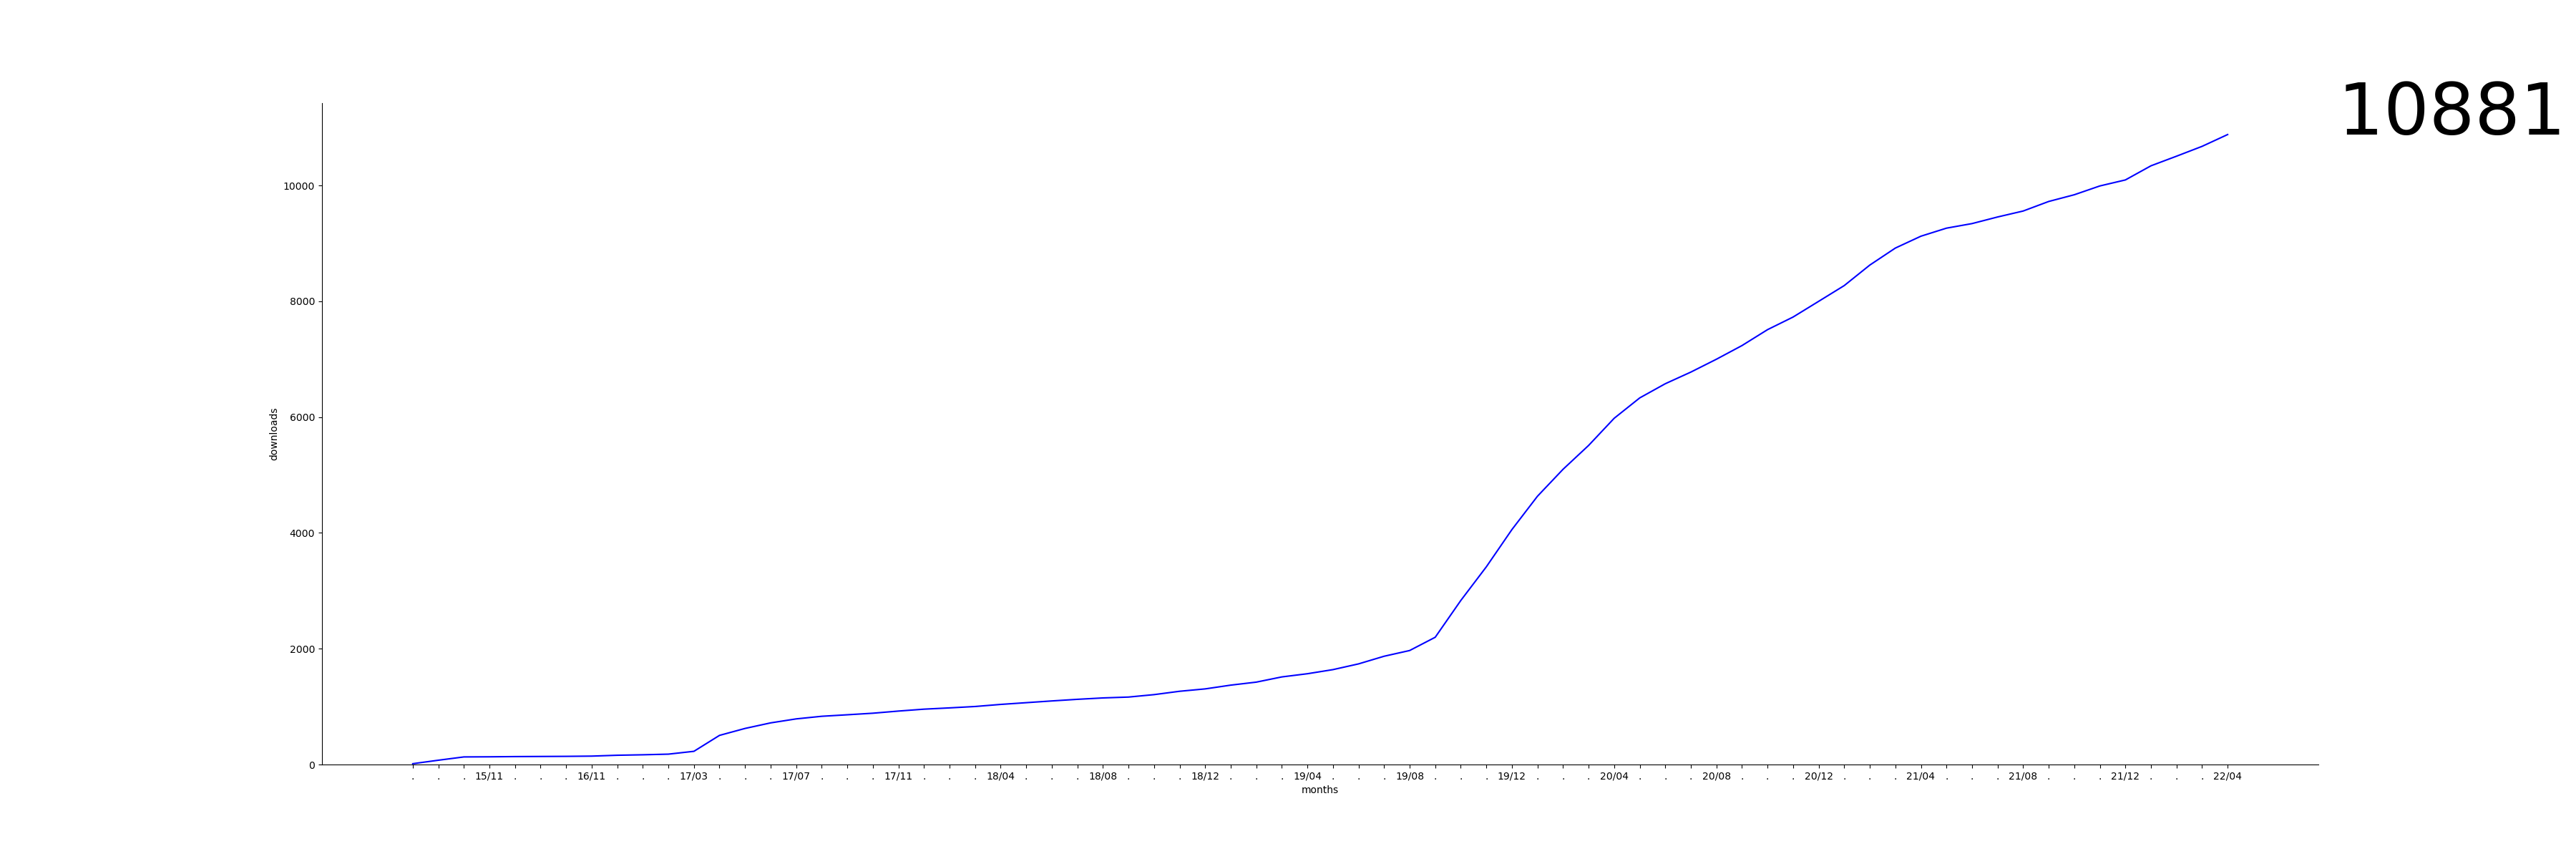 10881
10000
8000
6000
4000
2000
0
downloads
. . . 15/11 . . . 16/11 . . . 17/03 . . . 17/07 . . . 17/11 . . . 18/04 . . . 18/08 . . . 18/12 . . . 19/04 . . . 19/08 . . . 19/12 . . . 20/04 . . . 20/08 . . . 20/12 . . . 21/04 . . . 21/08 . . . 21/12 . . . 22/04
months